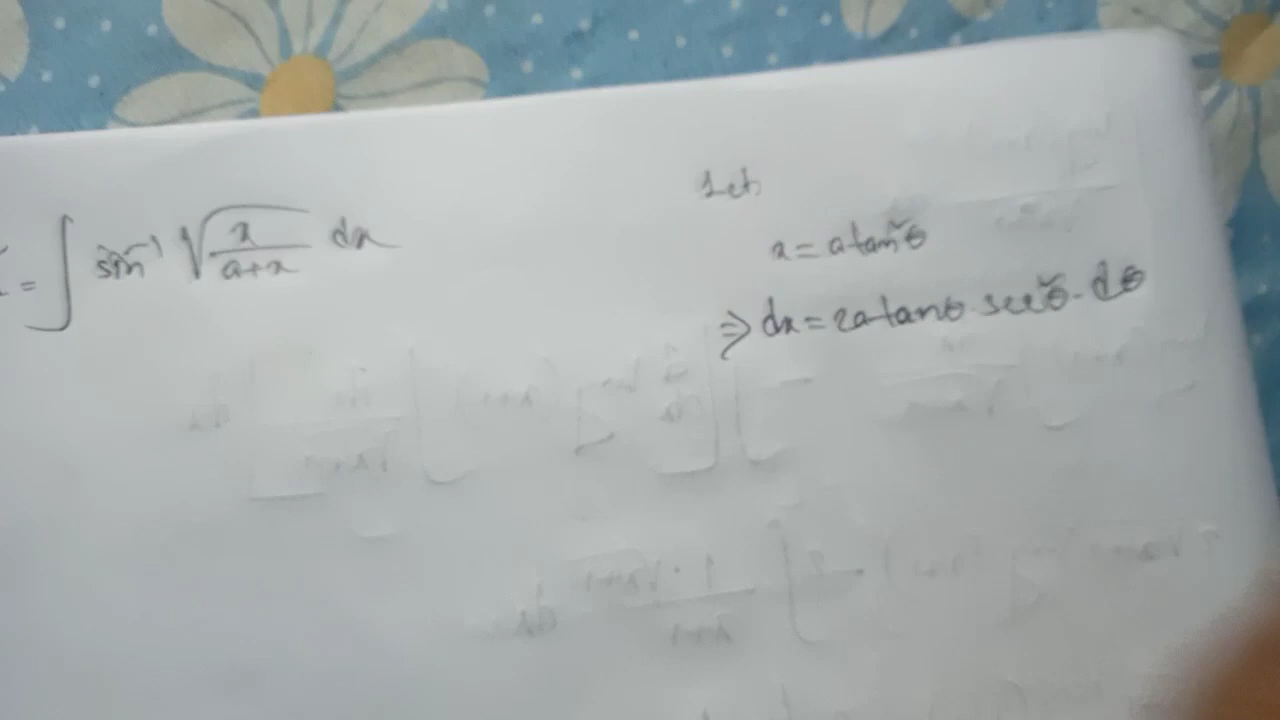 = ∫ sin⁻¹ √(x/(a+x)) dx
Let,
x = a tan²θ
⇒ dx = 2a tanθ. sec²θ. dθ